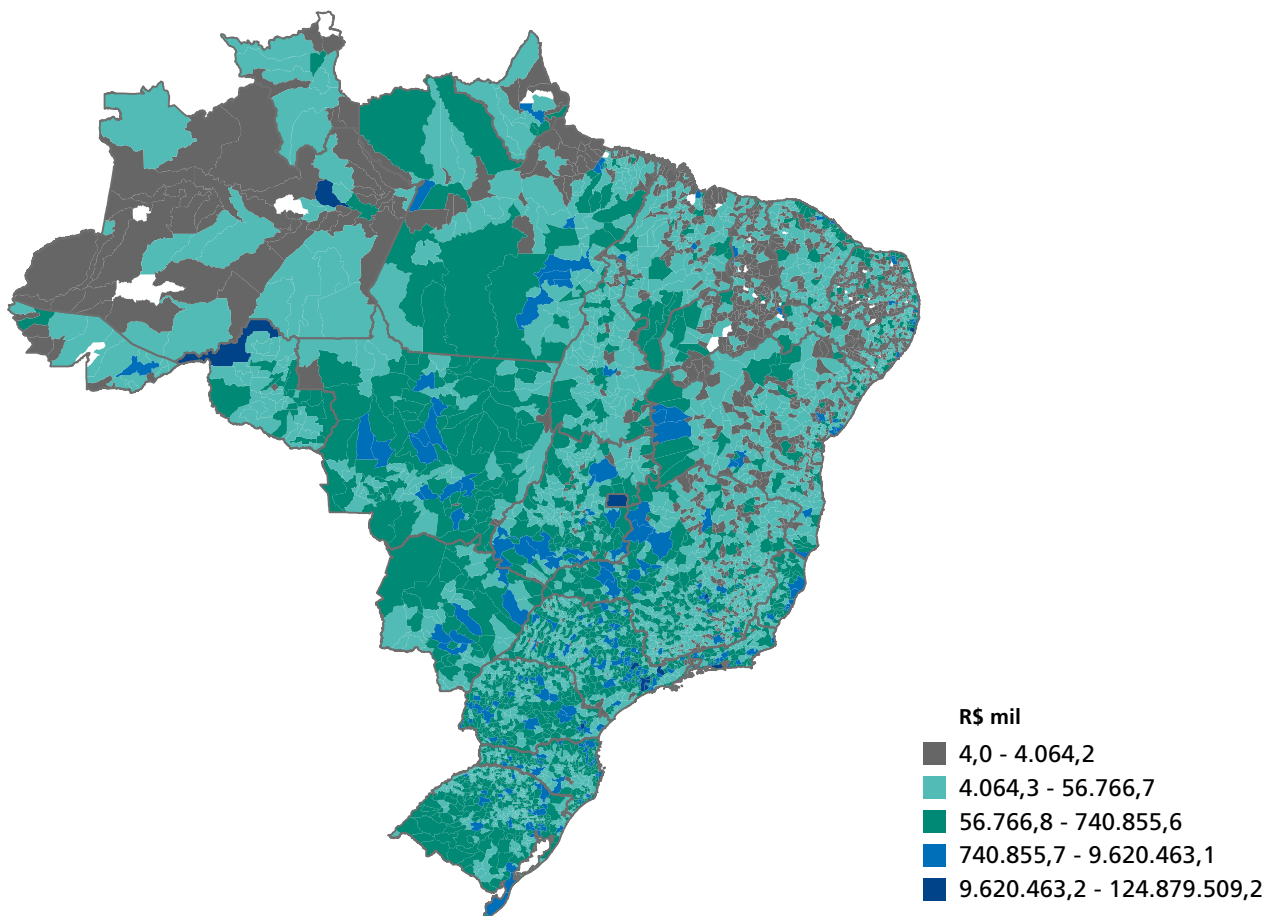 R$ mil
4,0 - 4.064,2
4.064,3 - 56.766,7
56.766,8 - 740.855,6
740.855,7 - 9.620.463,1
9.620.463,2 - 124.879.509,2